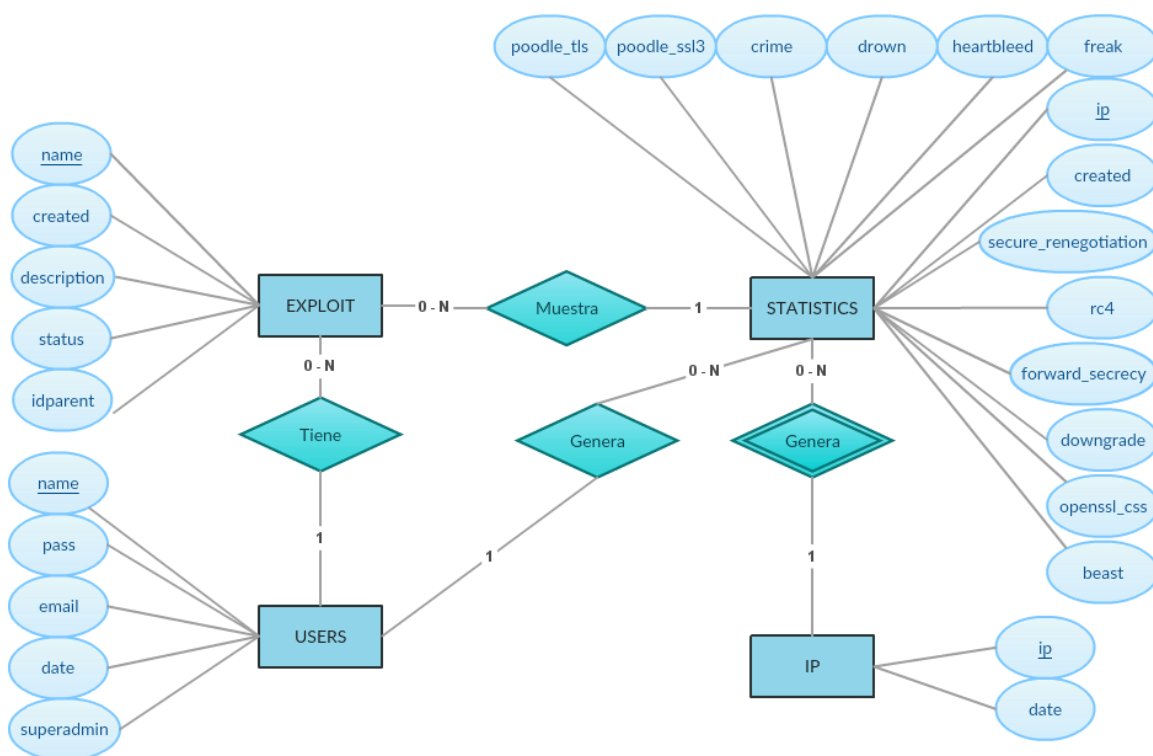 poodle_tls
poodle_ssl3
crime
drown
heartbleed
freak
ip
name
created
created
secure_renegotiation
description
EXPLOIT
0 - N
Muestra
1
STATISTICS
rc4
status
0 - N
0 - N
0 - N
forward_secrecy
idparent
Tiene
Genera
Genera
downgrade
name
openssl_css
pass
1
1
1
beast
email
USERS
ip
date
IP
date
superadmin